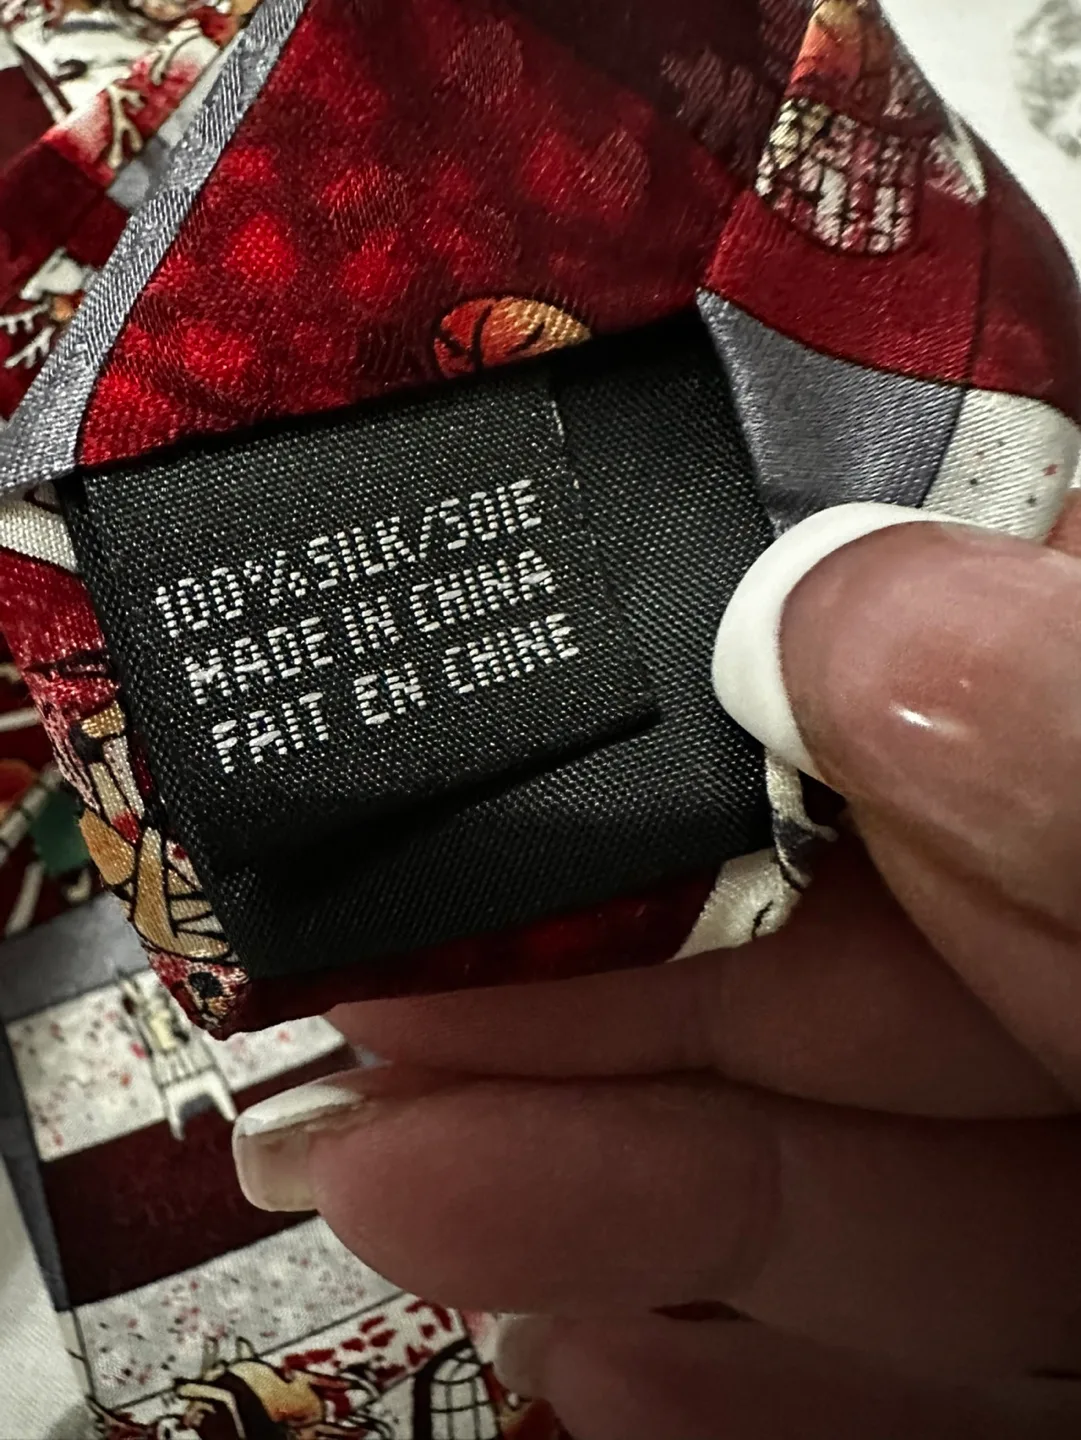 100% SILK/SOIE
MADE IN CHINA
FAIT EN CHINE